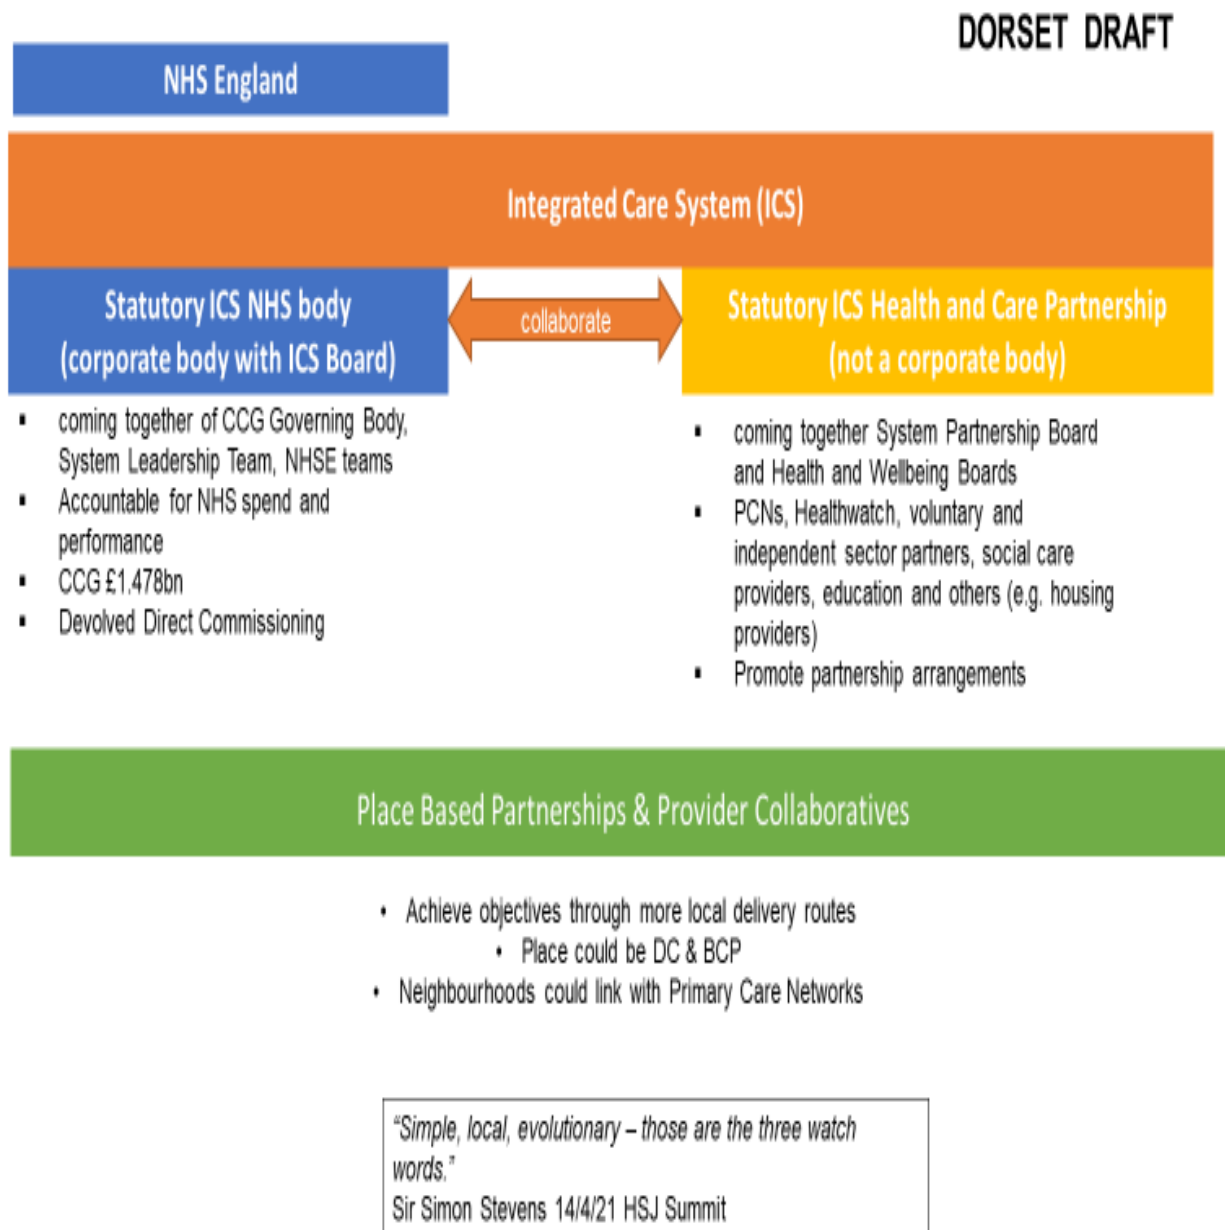 DORSET DRAFT
NHS England
Integrated Care System (ICS)
Statutory ICS NHS body
(corporate body with ICS Board)
collaborate
Statutory ICS Health and Care Partnership
(not a corporate body)
▪ coming together of CCG Governing Body,
System Leadership Team, NHSE teams
▪ Accountable for NHS spend and
performance
▪ CCG £1.478bn
▪ Devolved Direct Commissioning
▪ coming together System Partnership Board
and Health and Wellbeing Boards
▪ PCNs, Healthwatch, voluntary and
independent sector partners, social care
providers, education and others (e.g. housing
providers)
▪ Promote partnership arrangements
Place Based Partnerships & Provider Collaboratives
• Achieve objectives through more local delivery routes
• Place could be DC & BCP
• Neighbourhoods could link with Primary Care Networks
“Simple, local, evolutionary – those are the three watch
words.”
Sir Simon Stevens 14/4/21 HSJ Summit